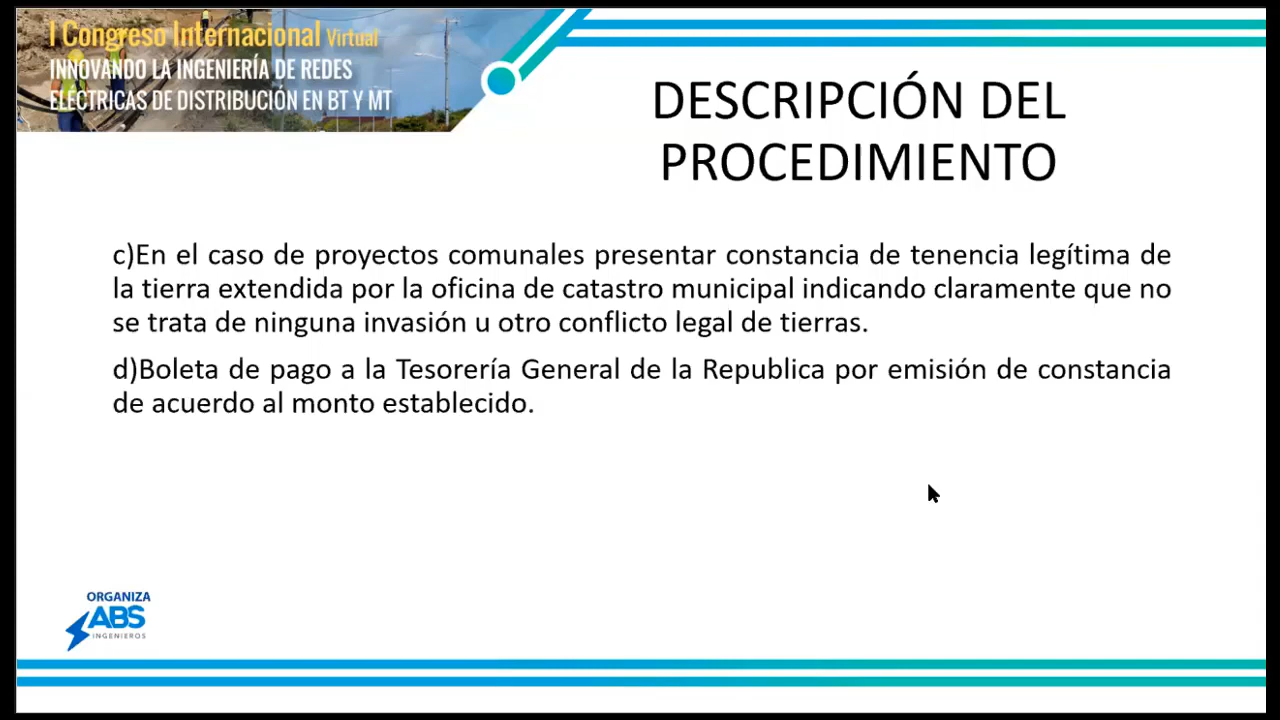 I Congreso Internacional Virtual
INNOVANDO LA INGENIERÍA DE REDES
ELÉCTRICAS DE DISTRIBUCIÓN EN BT Y MT
DESCRIPCIÓN DEL
PROCEDIMIENTO
c)En el caso de proyectos comunales presentar constancia de tenencia legítima de
la tierra extendida por la oficina de catastro municipal indicando claramente que no
se trata de ninguna invasión u otro conflicto legal de tierras.
d)Boleta de pago a la Tesorería General de la Republica por emisión de constancia
de acuerdo al monto establecido.
ORGANIZA
ABS
INGENIEROS